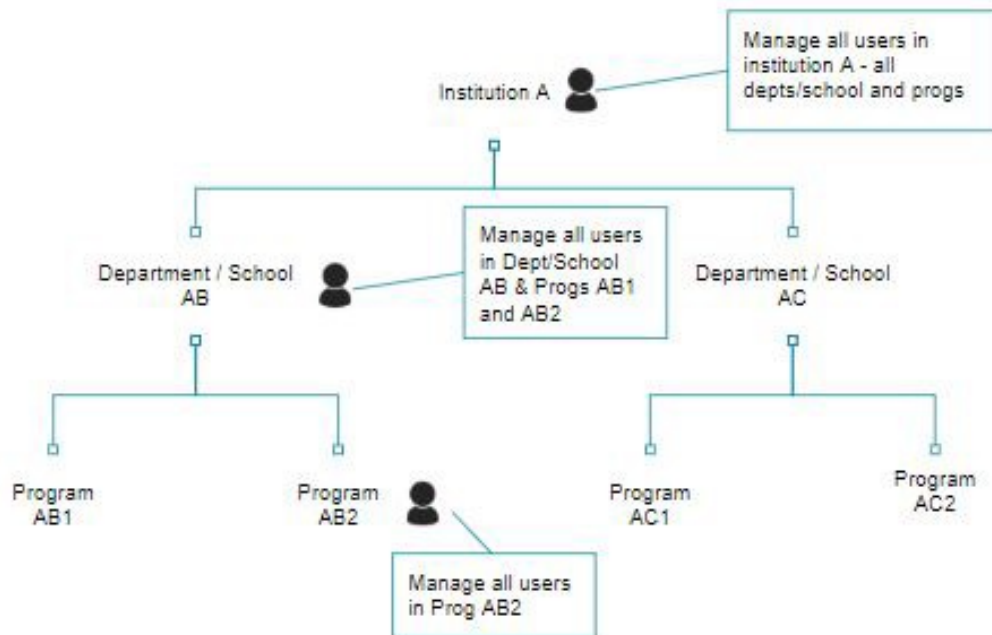 Manage all users in
institution A - all
depts/school and progs
Institution A
Manage all users
in Dept/School
AB & Progs AB1
and AB2
Department / School
AB
Department / School
AC
Program
AB1
Program
AB2
Program
AC1
Program
AC2
Manage all users
in Prog AB2